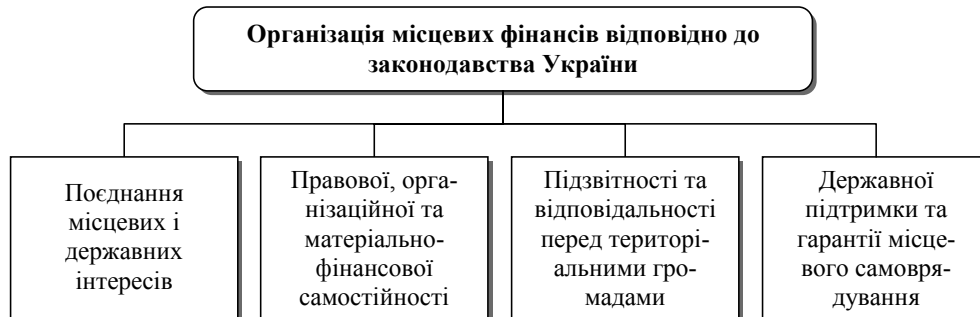 Організація місцевих фінансів відповідно до
законодавства України
Поєднання
місцевих і
державних
інтересів
Правової, орга-
нізаційної та
матеріально-
фінансової
самостійності
Підзвітності та
відповідальності
перед територі-
альними гро-
мадами
Державної
підтримки та
гарантії місце-
вого самовря-
дування